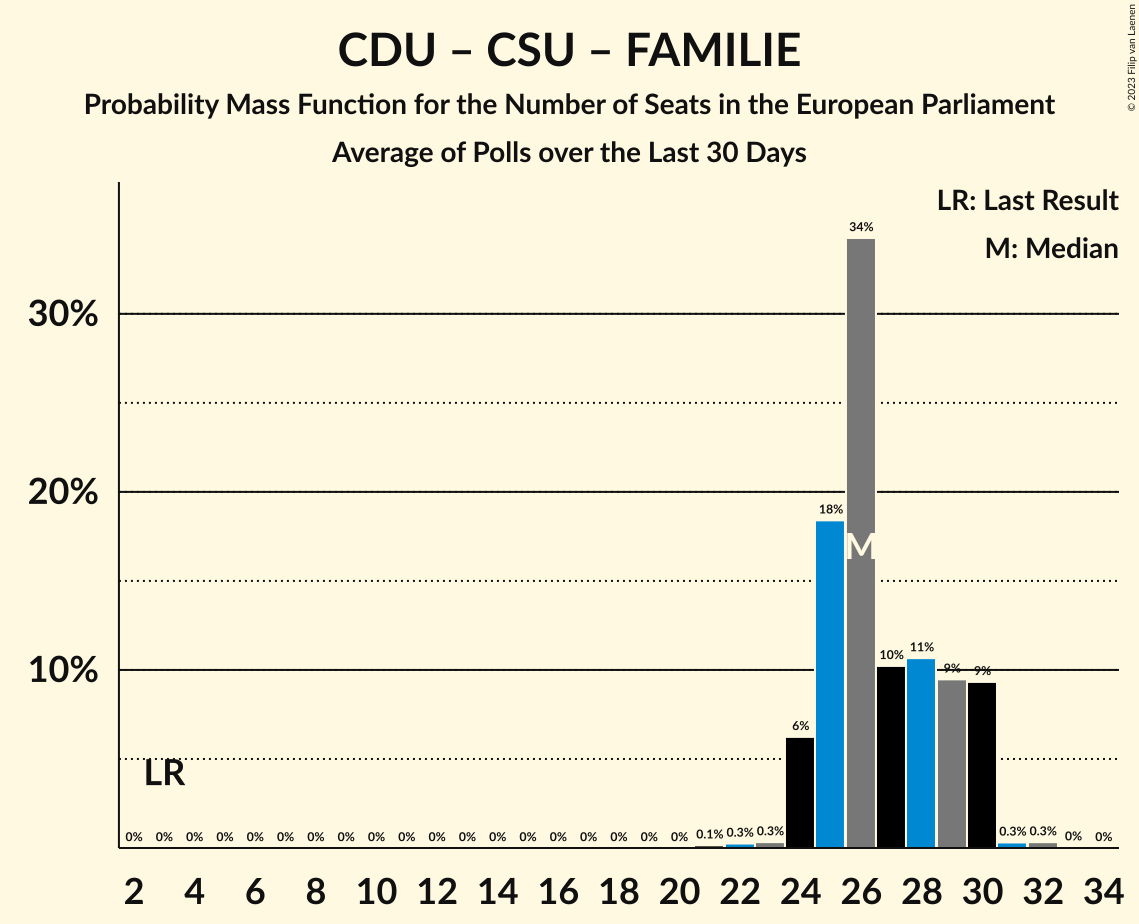 CDU – CSU – FAMILIE
Probability Mass Function for the Number of Seats in the European Parliament
Average of Polls over the Last 30 Days
© 2023 Filip van Laenen
LR: Last Result
M: Median
30%
20%
10%
34%
18%
M
10%
11%
9%
9%
6%
LR
0% 0% 0% 0% 0% 0% 0% 0% 0% 0% 0% 0% 0% 0% 0% 0% 0% 0% 0% 0.1% 0.3% 0.3% 0.3% 0.3% 0% 0%
2 4 6 8 10 12 14 16 18 20 22 24 26 28 30 32 34